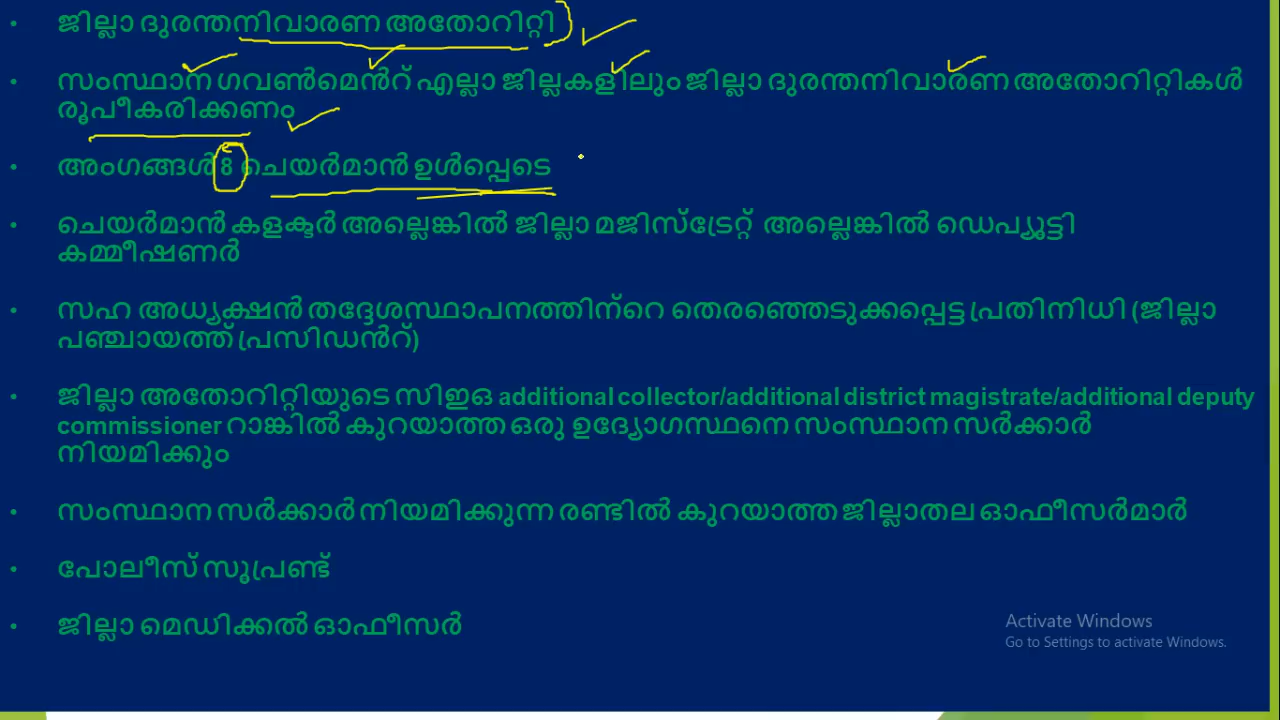 • ജില്ലാ ദുരന്തനിവാരണ അതോറിറ്റി
• സംസ്ഥാന ഗവൺമെൻറ് എല്ലാ ജില്ലകളിലും ജില്ലാ ദുരന്തനിവാരണ അതോറിറ്റികൾ
രൂപീകരിക്കണം
• അംഗങ്ങൾ 8 ചെയർമാൻ ഉൾപ്പെടെ
• ചെയർമാൻ കളക്ടർ അല്ലെങ്കിൽ ജില്ലാ മജിസ്ട്രേറ്റ് അല്ലെങ്കിൽ ഡെപ്യൂട്ടി
കമ്മീഷണർ
• സഹ അധ്യക്ഷൻ തദ്ദേശസ്ഥാപനത്തിന്റെ തെരഞ്ഞെടുക്കപ്പെട്ട പ്രതിനിധി (ജില്ലാ
പഞ്ചായത്ത് പ്രസിഡൻറ്)
• ജില്ലാ അതോറിറ്റിയുടെ സിഇഒ additional collector/additional district magistrate/additional deputy
commissioner റാങ്കിൽ കുറയാത്ത ഒരു ഉദ്യോഗസ്ഥനെ സംസ്ഥാന സർക്കാർ
നിയമിക്കും
• സംസ്ഥാന സർക്കാർ നിയമിക്കുന്ന രണ്ടിൽ കുറയാത്ത ജില്ലാതല ഓഫീസർമാർ
• പോലീസ് സൂപ്രണ്ട്
• ജില്ലാ മെഡിക്കൽ ഓഫീസർ
Activate Windows
Go to Settings to activate Windows.